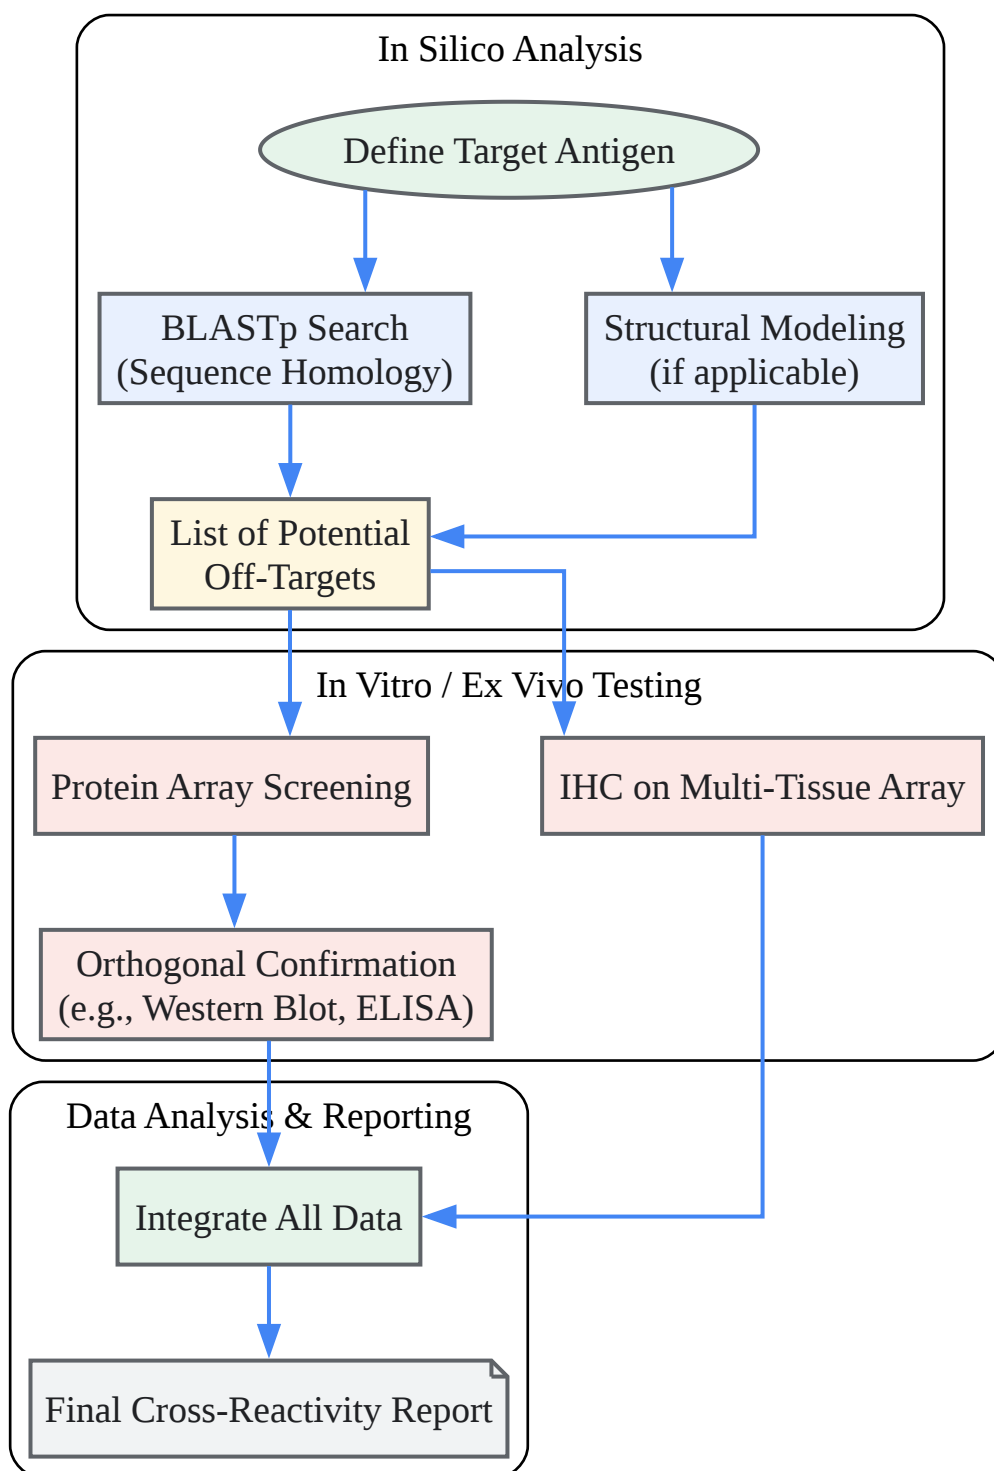 In Silico Analysis
Define Target Antigen
BLASTp Search
(Sequence Homology)
Structural Modeling
(if applicable)
List of Potential
Off-Targets
In Vitro / Ex Vivo Testing
Protein Array Screening
IHC on Multi-Tissue Array
Orthogonal Confirmation
(e.g., Western Blot, ELISA)
Data Analysis & Reporting
Integrate All Data
Final Cross-Reactivity Report